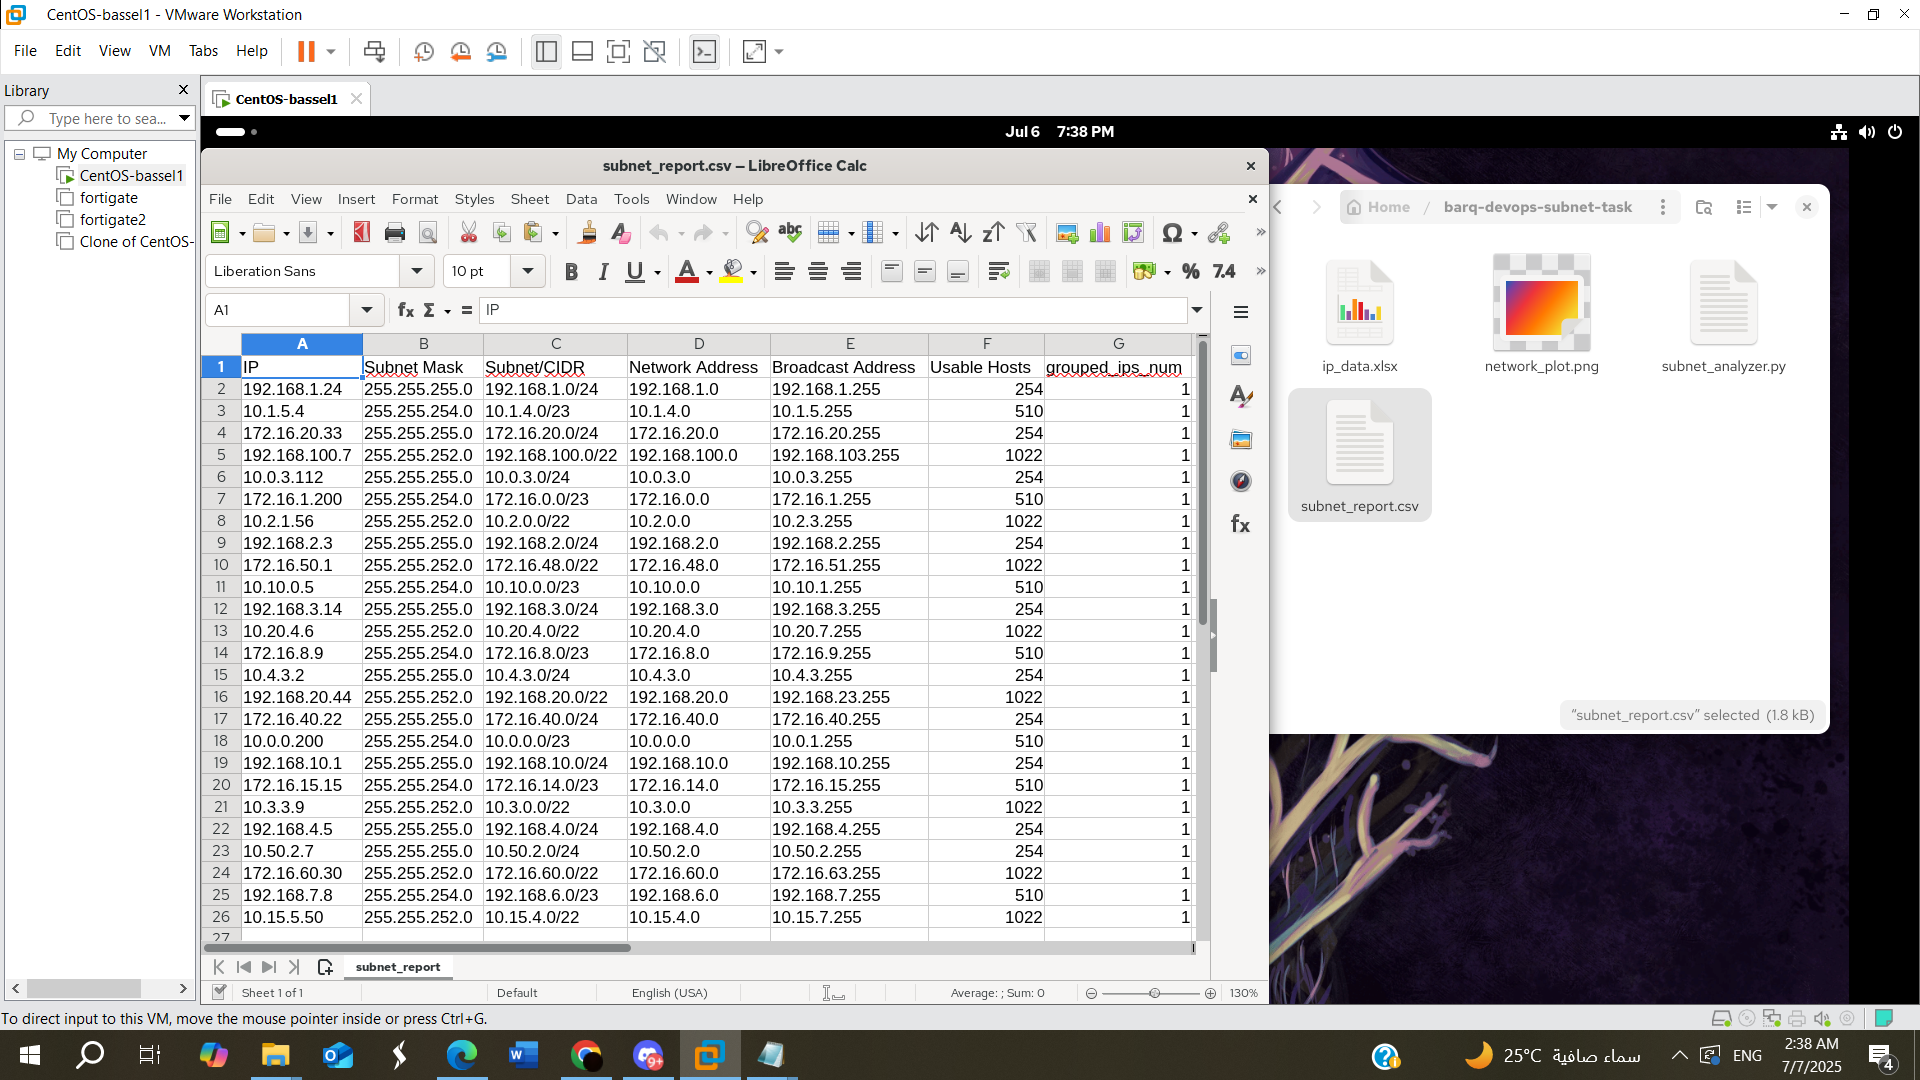 CentOS-bassel1 - VMware Workstation
File Edit View VM Tabs Help
Library
Type here to sea...
My Computer
CentOS-bassel1
fortigate
fortigate2
Clone of CentOS-
CentOS-bassel1
Jul 6 7:38 PM
subnet_report.csv – LibreOffice Calc
File Edit View Insert Format Styles Sheet Data Tools Window Help
Liberation Sans 10 pt B I U A % 7.4
A1 fx Σ = IP
A B C D E F G
1 IP Subnet Mask Subnet/CIDR Network Address Broadcast Address Usable Hosts grouped_ips_num
2 192.168.1.24 255.255.255.0 192.168.1.0/24 192.168.1.0 192.168.1.255 254 1
3 10.1.5.4 255.255.254.0 10.1.4.0/23 10.1.4.0 10.1.5.255 510 1
4 172.16.20.33 255.255.255.0 172.16.20.0/24 172.16.20.0 172.16.20.255 254 1
5 192.168.100.7 255.255.252.0 192.168.100.0/22 192.168.100.0 192.168.103.255 1022 1
6 10.0.3.112 255.255.255.0 10.0.3.0/24 10.0.3.0 10.0.3.255 254 1
7 172.16.1.200 255.255.254.0 172.16.0.0/23 172.16.0.0 172.16.1.255 510 1
8 10.2.1.56 255.255.252.0 10.2.0.0/22 10.2.0.0 10.2.3.255 1022 1
9 192.168.2.3 255.255.255.0 192.168.2.0/24 192.168.2.0 192.168.2.255 254 1
10 172.16.50.1 255.255.252.0 172.16.48.0/22 172.16.48.0 172.16.51.255 1022 1
11 10.10.0.5 255.255.254.0 10.10.0.0/23 10.10.0.0 10.10.1.255 510 1
12 192.168.3.14 255.255.255.0 192.168.3.0/24 192.168.3.0 192.168.3.255 254 1
13 10.20.4.6 255.255.252.0 10.20.4.0/22 10.20.4.0 10.20.7.255 1022 1
14 172.16.8.9 255.255.254.0 172.16.8.0/23 172.16.8.0 172.16.9.255 510 1
15 10.4.3.2 255.255.255.0 10.4.3.0/24 10.4.3.0 10.4.3.255 254 1
16 192.168.20.44 255.255.252.0 192.168.20.0/22 192.168.20.0 192.168.23.255 1022 1
17 172.16.40.22 255.255.255.0 172.16.40.0/24 172.16.40.0 172.16.40.255 254 1
18 10.0.0.200 255.255.254.0 10.0.0.0/23 10.0.0.0 10.0.1.255 510 1
19 192.168.10.1 255.255.255.0 192.168.10.0/24 192.168.10.0 192.168.10.255 254 1
20 172.16.15.15 255.255.254.0 172.16.14.0/23 172.16.14.0 172.16.15.255 510 1
21 10.3.3.9 255.255.252.0 10.3.0.0/22 10.3.0.0 10.3.3.255 1022 1
22 192.168.4.5 255.255.255.0 192.168.4.0/24 192.168.4.0 192.168.4.255 254 1
23 10.50.2.7 255.255.255.0 10.50.2.0/24 10.50.2.0 10.50.2.255 254 1
24 172.16.60.30 255.255.252.0 172.16.60.0/22 172.16.60.0 172.16.63.255 1022 1
25 192.168.7.8 255.255.254.0 192.168.6.0/23 192.168.6.0 192.168.7.255 510 1
26 10.15.5.50 255.255.252.0 10.15.4.0/22 10.15.4.0 10.15.7.255 1022 1
27
subnet_report
Sheet 1 of 1 Default English (USA) Average: ; Sum: 0 130%
Home / barq-devops-subnet-task
ip_data.xlsx network_plot.png subnet_analyzer.py
subnet_report.csv
“subnet_report.csv” selected (1.8 kB)
To direct input to this VM, move the mouse pointer inside or press Ctrl+G.
9+
25°C سماء صافية
ENG
2:38 AM
7/7/2025
4